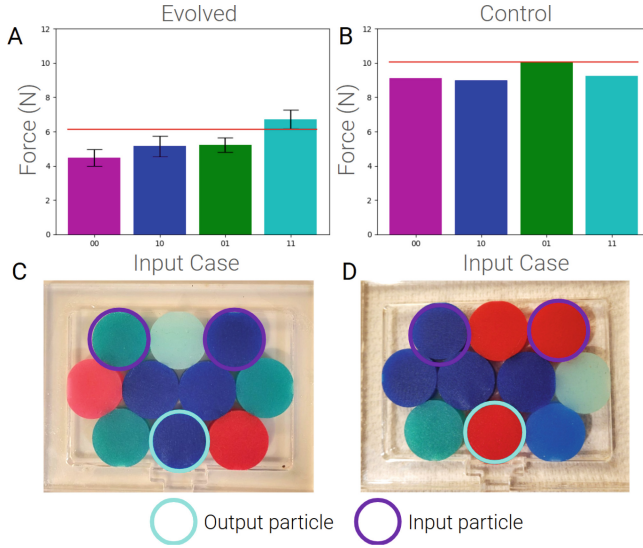 Evolved
Control
A
B
Force (N)
12
10
8
6
4
2
0
00
10
01
11
Input Case
Force (N)
12
10
8
6
4
2
0
00
10
01
11
Input Case
C
D
Output particle
Input particle